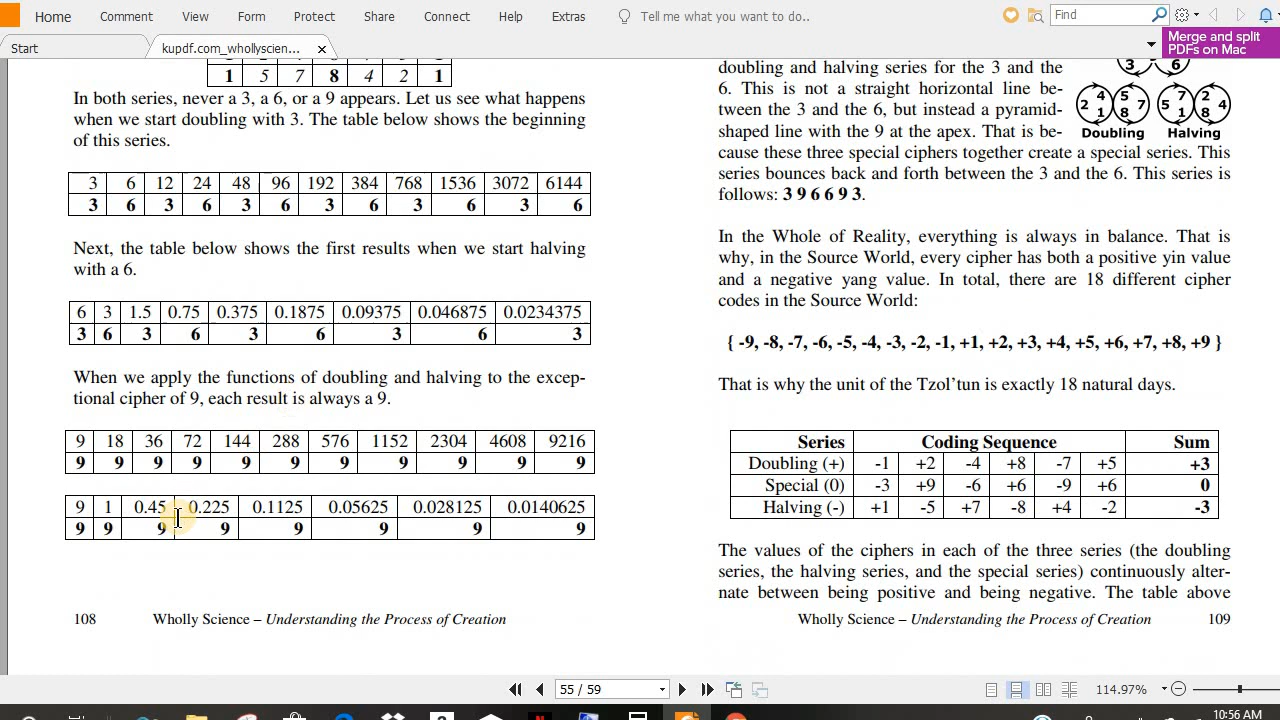 Home Comment View Form Protect Share Connect Help Extras Tell me what you want to do.. Find
Merge and split
PDFs on Mac
Start kupdf.com_whollyscien...
1 5 7 8 4 2 1
In both series, never a 3, a 6, or a 9 appears. Let us see what happens
when we start doubling with 3. The table below shows the beginning
of this series.
3 6 12 24 48 96 192 384 768 1536 3072 6144
3 6 3 6 3 6 3 6 3 6 3 6
Next, the table below shows the first results when we start halving
with a 6.
6 3 1.5 0.75 0.375 0.1875 0.09375 0.046875 0.0234375
3 6 3 6 3 6 3 6 3
When we apply the functions of doubling and halving to the excep-
tional cipher of 9, each result is always a 9.
9 18 36 72 144 288 576 1152 2304 4608 9216
9 9 9 9 9 9 9 9 9 9 9
9 1 0.45 0.225 0.1125 0.05625 0.028125 0.0140625
9 9 9 9 9 9 9 9
108 Wholly Science – Understanding the Process of Creation
doubling and halving series for the 3 and the
6. This is not a straight horizontal line be-
tween the 3 and the 6, but instead a pyramid-
shaped line with the 9 at the apex. That is be-
cause these three special ciphers together create a special series. This
series bounces back and forth between the 3 and the 6. This series is
follows: 3 9 6 6 9 3.
3 6
4 5 7 2
2 7 5 4
1 8 1 8
Doubling Halving
In the Whole of Reality, everything is always in balance. That is
why, in the Source World, every cipher has both a positive yin value
and a negative yang value. In total, there are 18 different cipher
codes in the Source World:
{ -9, -8, -7, -6, -5, -4, -3, -2, -1, +1, +2, +3, +4, +5, +6, +7, +8, +9 }
That is why the unit of the Tzol'tun is exactly 18 natural days.
Series Coding Sequence Sum
Doubling (+) -1 +2 -4 +8 -7 +5 +3
Special (0) -3 +9 -6 +6 -9 +6 0
Halving (-) +1 -5 +7 -8 +4 -2 -3
The values of the ciphers in each of the three series (the doubling
series, the halving series, and the special series) continuously alter-
nate between being positive and being negative. The table above
Wholly Science – Understanding the Process of Creation 109
55 / 59 114.97%
10:56 AM